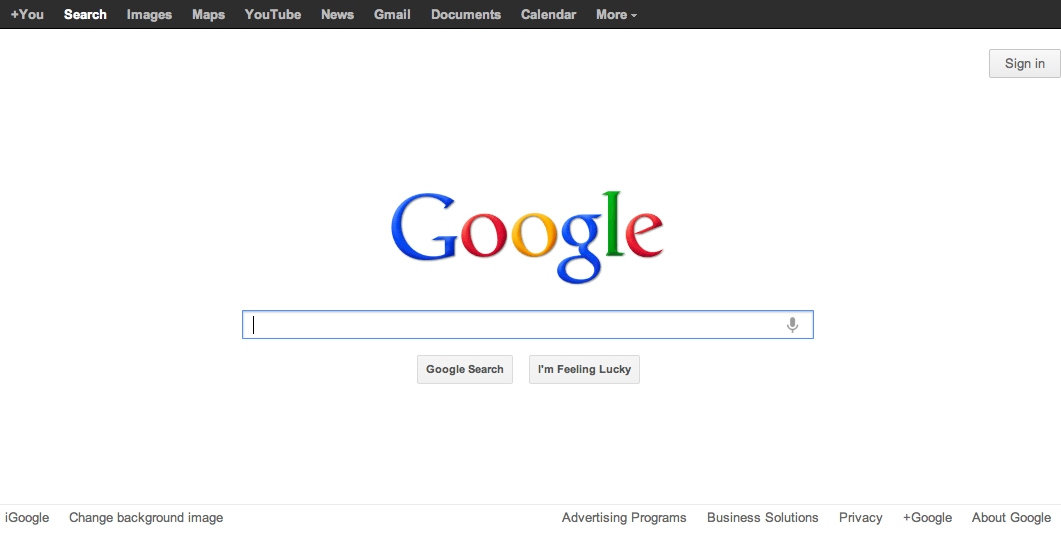 +You Search Images Maps YouTube News Gmail Documents Calendar More
Sign in
Google
Google Search I'm Feeling Lucky
iGoogle Change background image Advertising Programs Business Solutions Privacy +Google About Google